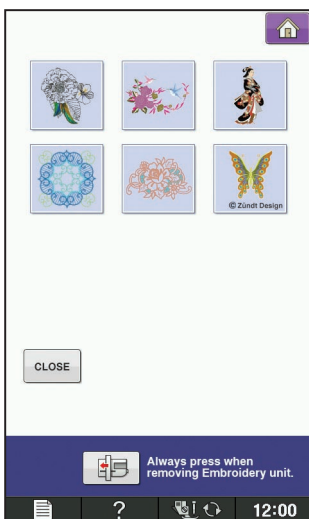 © Zündt Design
CLOSE
Always press when
removing Embroidery unit.
?
12:00